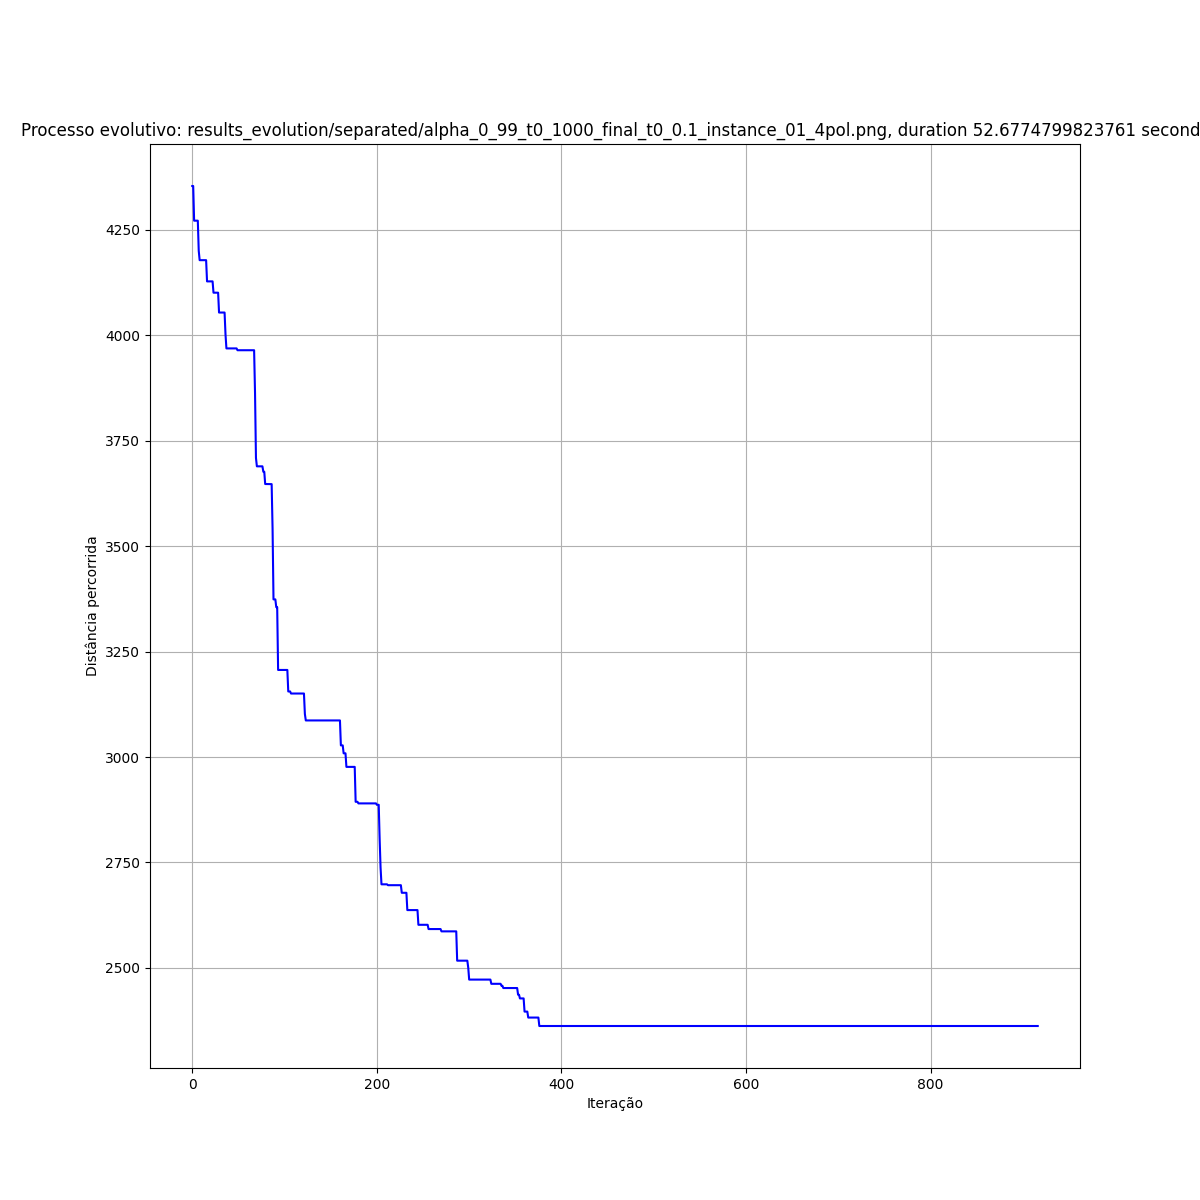 Processo evolutivo: results_evolution/separated/alpha_0_99_t0_1000_final_t0_0.1_instance_01_4pol.png, duration 52.6774799823761 second
4250
4000
3750
3500
3250
3000
2750
2500
Distância percorrida
0 200 400 600 800
Iteração